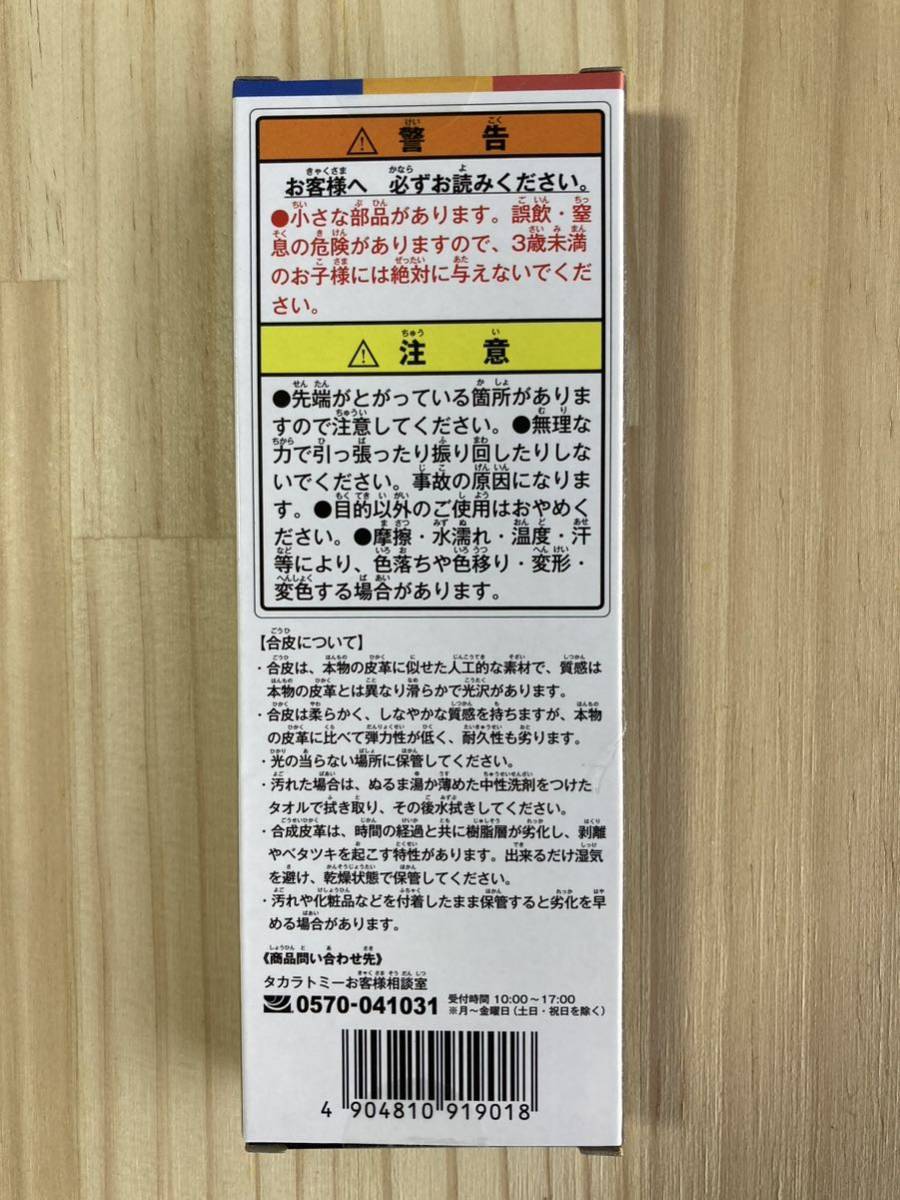 ⚠ 警告
お客様へ 必ずお読みください。
●小さな部品があります。誤飲・窒
息の危険がありますので、3歳未満
のお子様には絶対に与えないでくだ
さい。
⚠ 注意
●先端がとがっている箇所がありま
すので注意してください。●無理な
力で引っ張ったり振り回したりしな
いでください。事故の原因になりま
す。●目的以外のご使用はおやめく
ださい。●摩擦・水濡れ・温度・汗
等により、色落ちや色移り・変形・
変色する場合があります。
【合皮について】
・合皮は、本物の皮革に似せた人工的な素材で、質感は
本物の皮革とは異なり滑らかで光沢があります。
・合皮は柔らかく、しなやかな質感を持ちますが、本物
の皮革に比べて弾力性が低く、耐久性も劣ります。
・光の当らない場所に保管してください。
・汚れた場合は、ぬるま湯か薄めた中性洗剤をつけた
タオルで拭き取り、その後水拭きしてください。
・合成皮革は、時間の経過と共に樹脂層が劣化し、剥離
やベタツキを起こす特性があります。出来るだけ湿気
を避け、乾燥状態で保管してください。
・汚れや化粧品などを付着したまま保管すると劣化を早
める場合があります。
《商品問い合わせ先》
タカラトミーお客様相談室
0570-041031 受付時間 10:00～17:00
※月～金曜日(土日・祝日を除く)
4 904810 919018